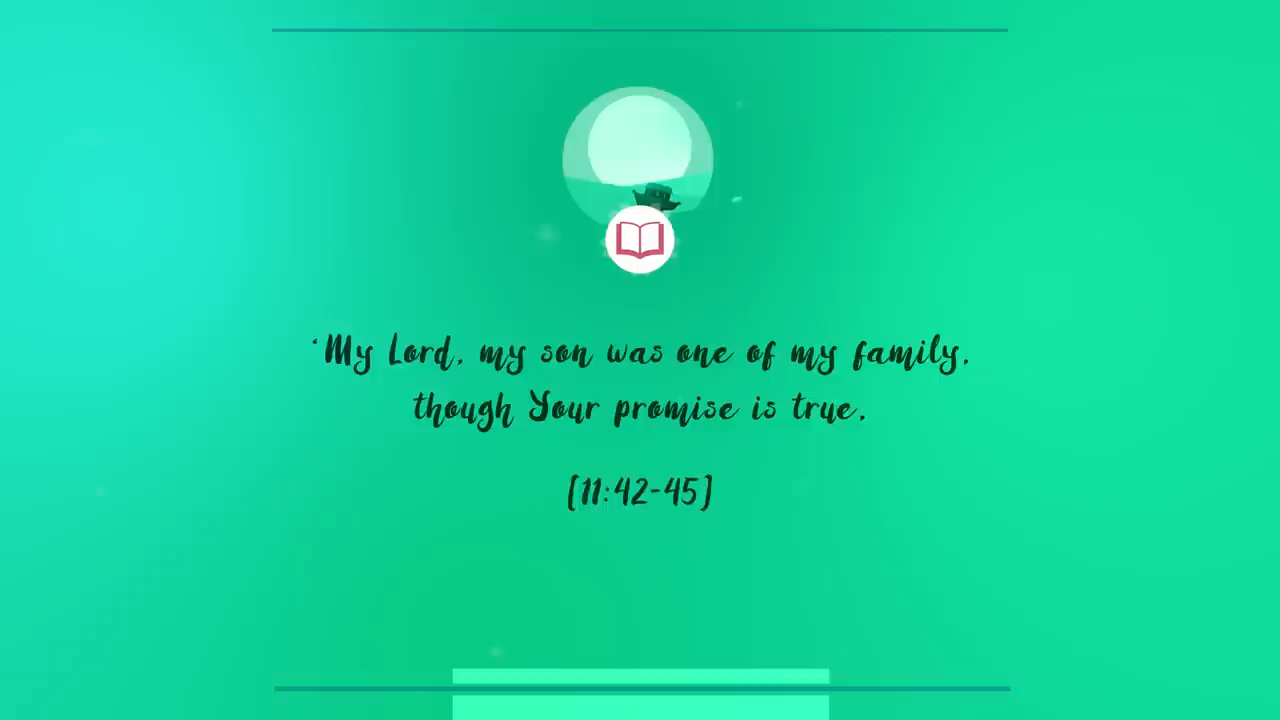 ‘My Lord, my son was one of my family,
though Your promise is true.
[11:42-45]